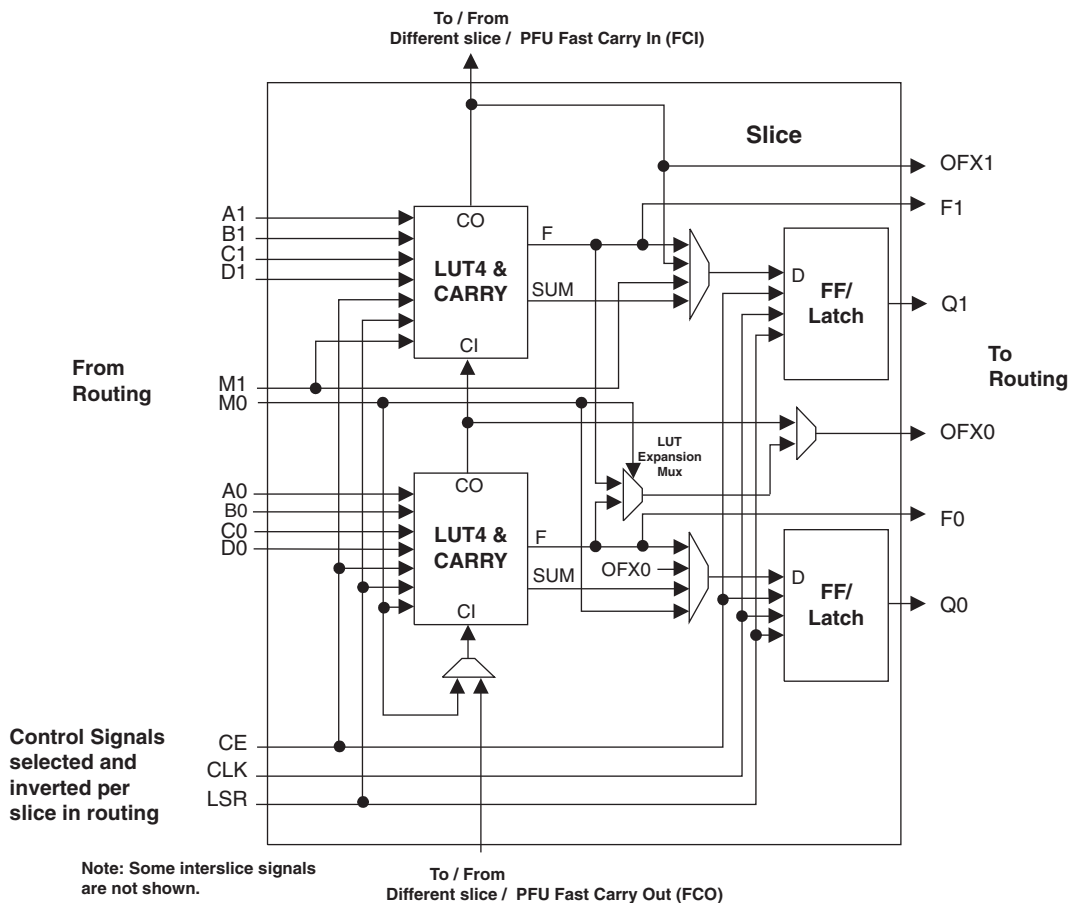 To / From
Different slice / PFU Fast Carry In (FCI)
Slice
OFX1
F1
A1
B1
C1
D1
CO
LUT4 &
CARRY
CI
F
SUM
D
FF/
Latch
Q1
From
Routing
To
Routing
M1
M0
OFX0
LUT
Expansion
Mux
A0
B0
C0
D0
CO
LUT4 &
CARRY
CI
F
OFX0
SUM
F0
D
FF/
Latch
Q0
Control Signals
selected and
inverted per
slice in routing
CE
CLK
LSR
Note: Some interslice signals
are not shown.
To / From
Different slice / PFU Fast Carry Out (FCO)